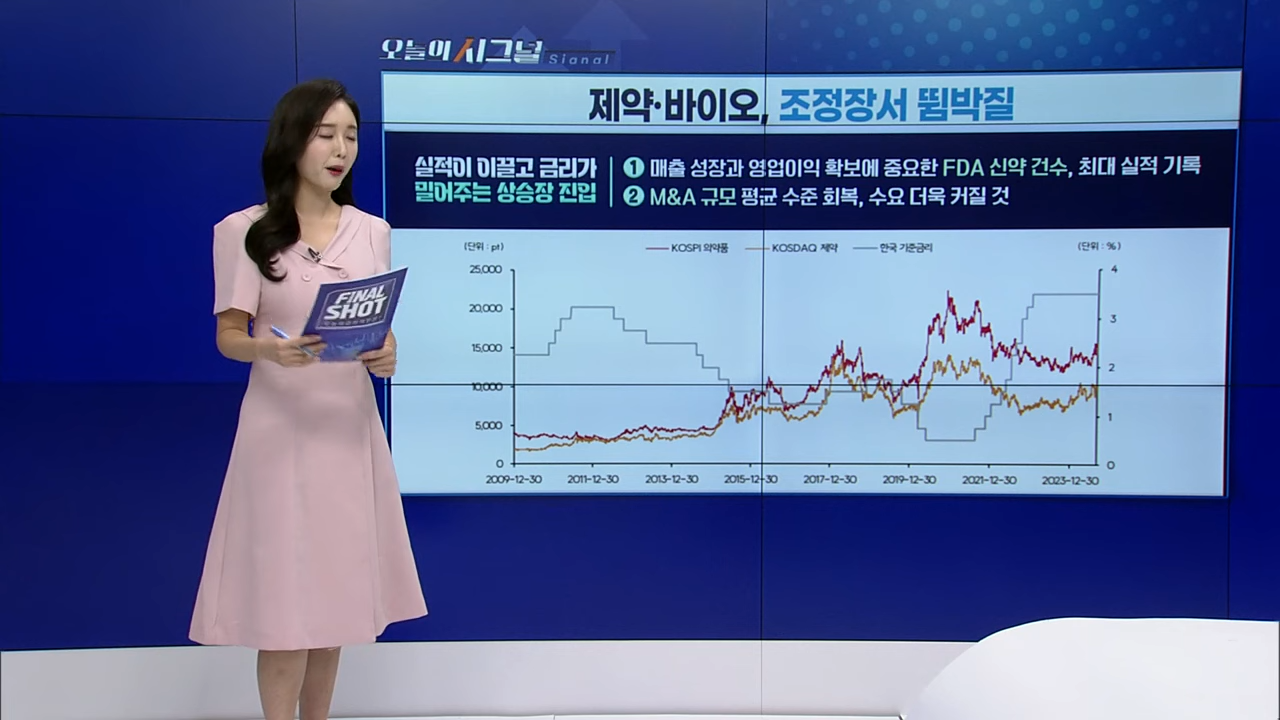 오늘의 시그널
Signal
제약·바이오, 조정장서 뜀박질
실적이 이끌고 금리가
밀어주는 상승장 진입
1 매출 성장과 영업이익 확보에 중요한 FDA 신약 건수, 최대 실적 기록
2 M&A 규모 평균 수준 회복, 수요 더욱 커질 것
(단위 : pt)
KOSPI 의약품
KOSDAQ 제약
한국 기준금리
(단위 : %)
25,000
20,000
15,000
10,000
5,000
0
4
3
2
1
0
2009-12-30
2011-12-30
2013-12-30
2015-12-30
2017-12-30
2019-12-30
2021-12-30
2023-12-30
FINAL
SHOT